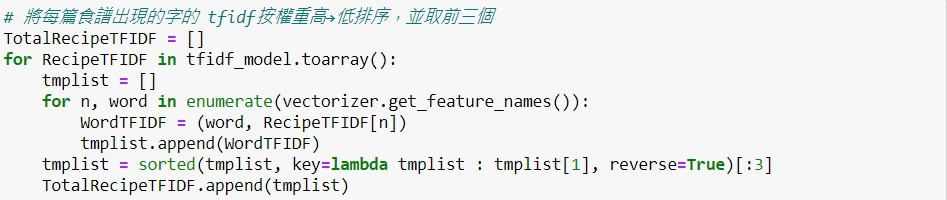 # 將每篇食譜出現的字的 tfidf按權重高→低排序，並取前三個
TotalRecipeTFIDF = []
for RecipeTFIDF in tfidf_model.toarray():
    tmplist = []
    for n, word in enumerate(vectorizer.get_feature_names()):
        WordTFIDF = (word, RecipeTFIDF[n])
        tmplist.append(WordTFIDF)
    tmplist = sorted(tmplist, key=lambda tmplist : tmplist[1], reverse=True)[:3]
    TotalRecipeTFIDF.append(tmplist)